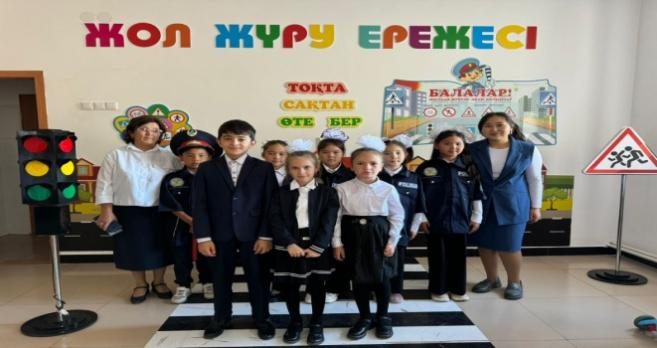 ЖОЛ ЖҮРУ ЕРЕЖЕСІ
ТОҚТА
САҚТАН
ӨТЕ БЕР
БАЛАЛАР!